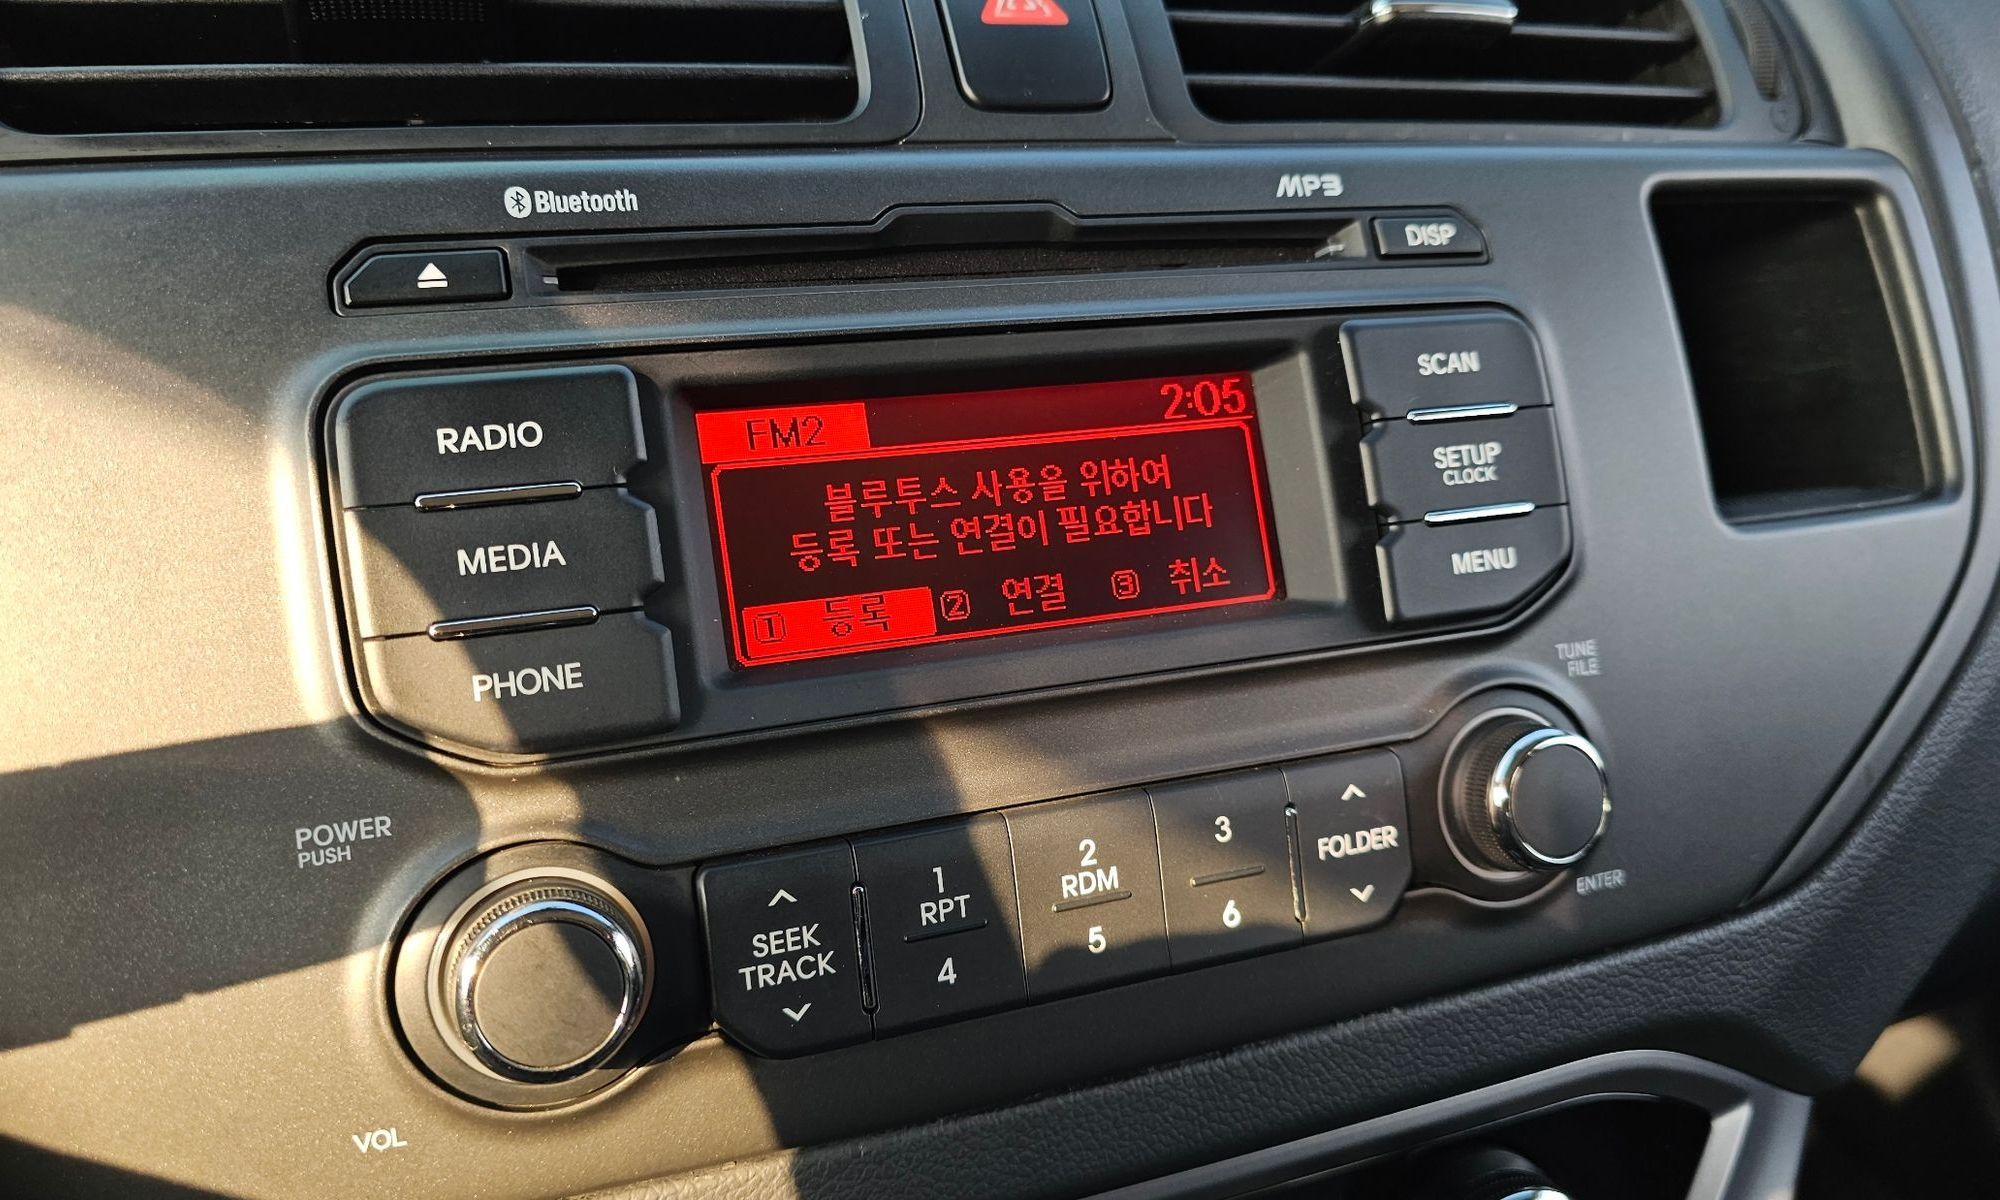 Bluetooth
MP3
DISP
RADIO
MEDIA
PHONE
FM2
2:05
블루투스 사용을 위하여
등록 또는 연결이 필요합니다
① 등록 ② 연결 ③ 취소
SCAN
SETUP
CLOCK
MENU
TUNE
FILE
ENTER
POWER
PUSH
VOL
SEEK
TRACK
1
RPT
4
2
RDM
5
3
6
FOLDER